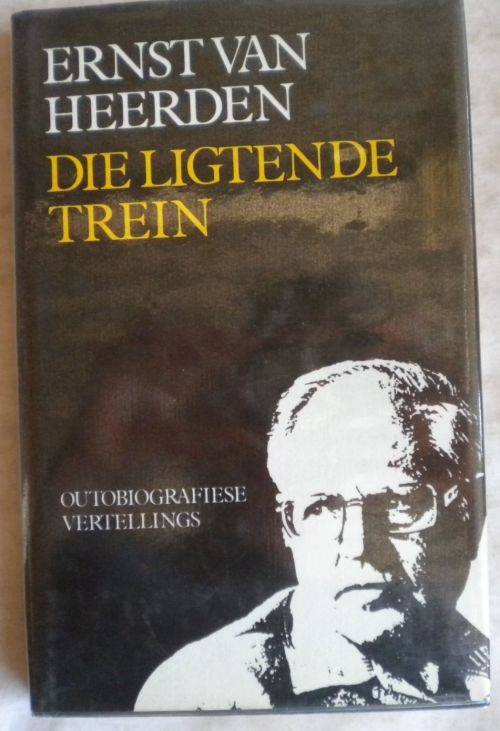 ERNST VAN
HEERDEN
DIE LIGTENDE
TREIN
OUTOBIOGRAFIESE
VERTELLINGS